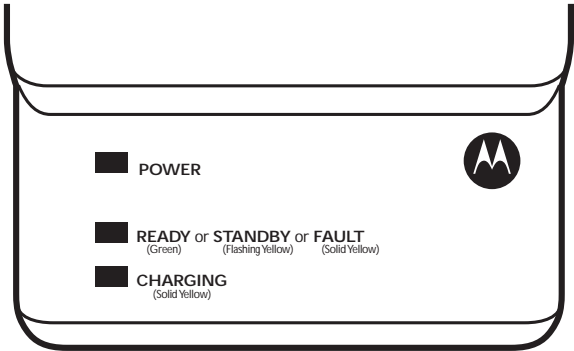 POWER
READY or STANDBY or FAULT
(Green) (Flashing Yellow) (Solid Yellow)
CHARGING
(Solid Yellow)